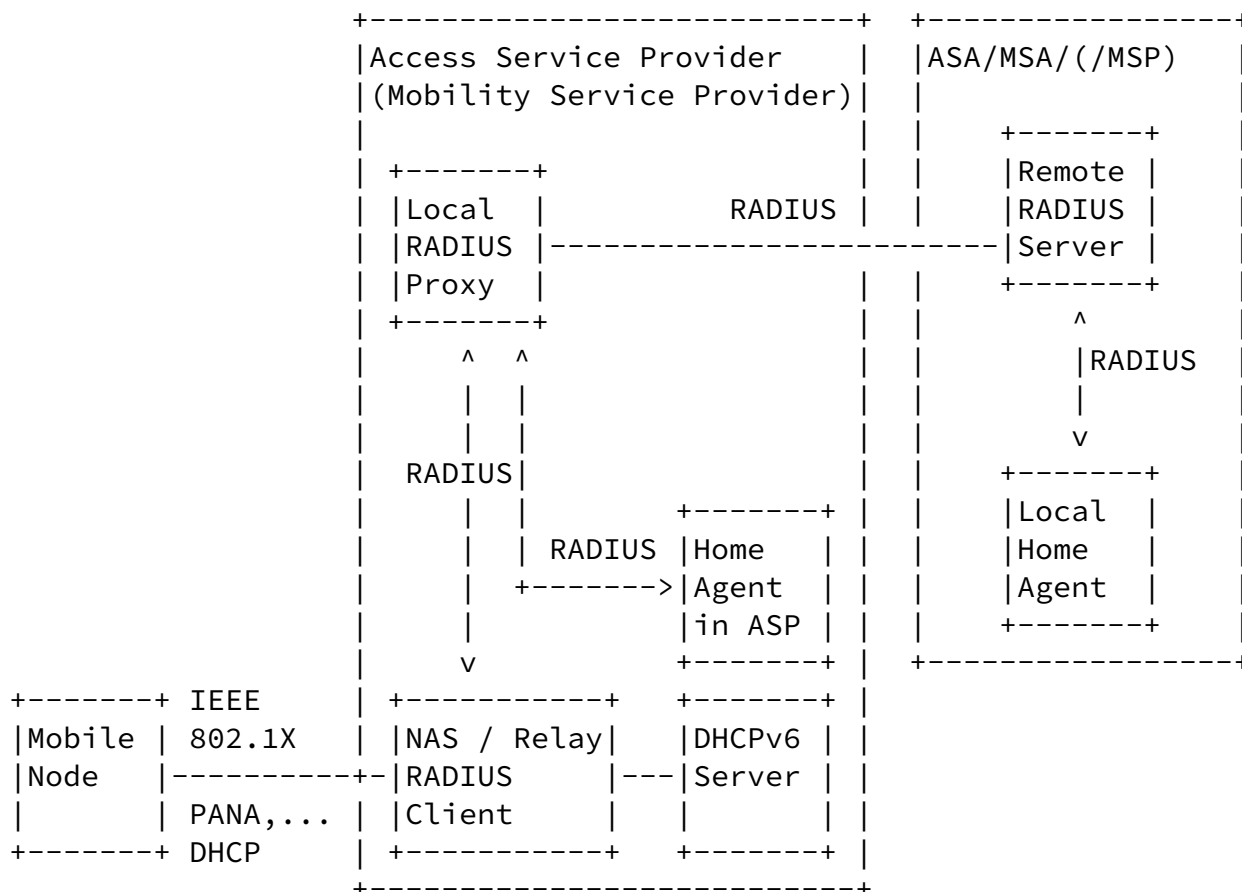 Access Service Provider
(Mobility Service Provider)
ASA/MSA/(/MSP)
Local
RADIUS
Proxy
RADIUS
Remote
RADIUS
Server
RADIUS
RADIUS
RADIUS
Home
Agent
in ASP
Local
Home
Agent
Mobile
Node
IEEE
802.1X
PANA,...
DHCP
NAS / Relay
RADIUS
Client
DHCPv6
Server